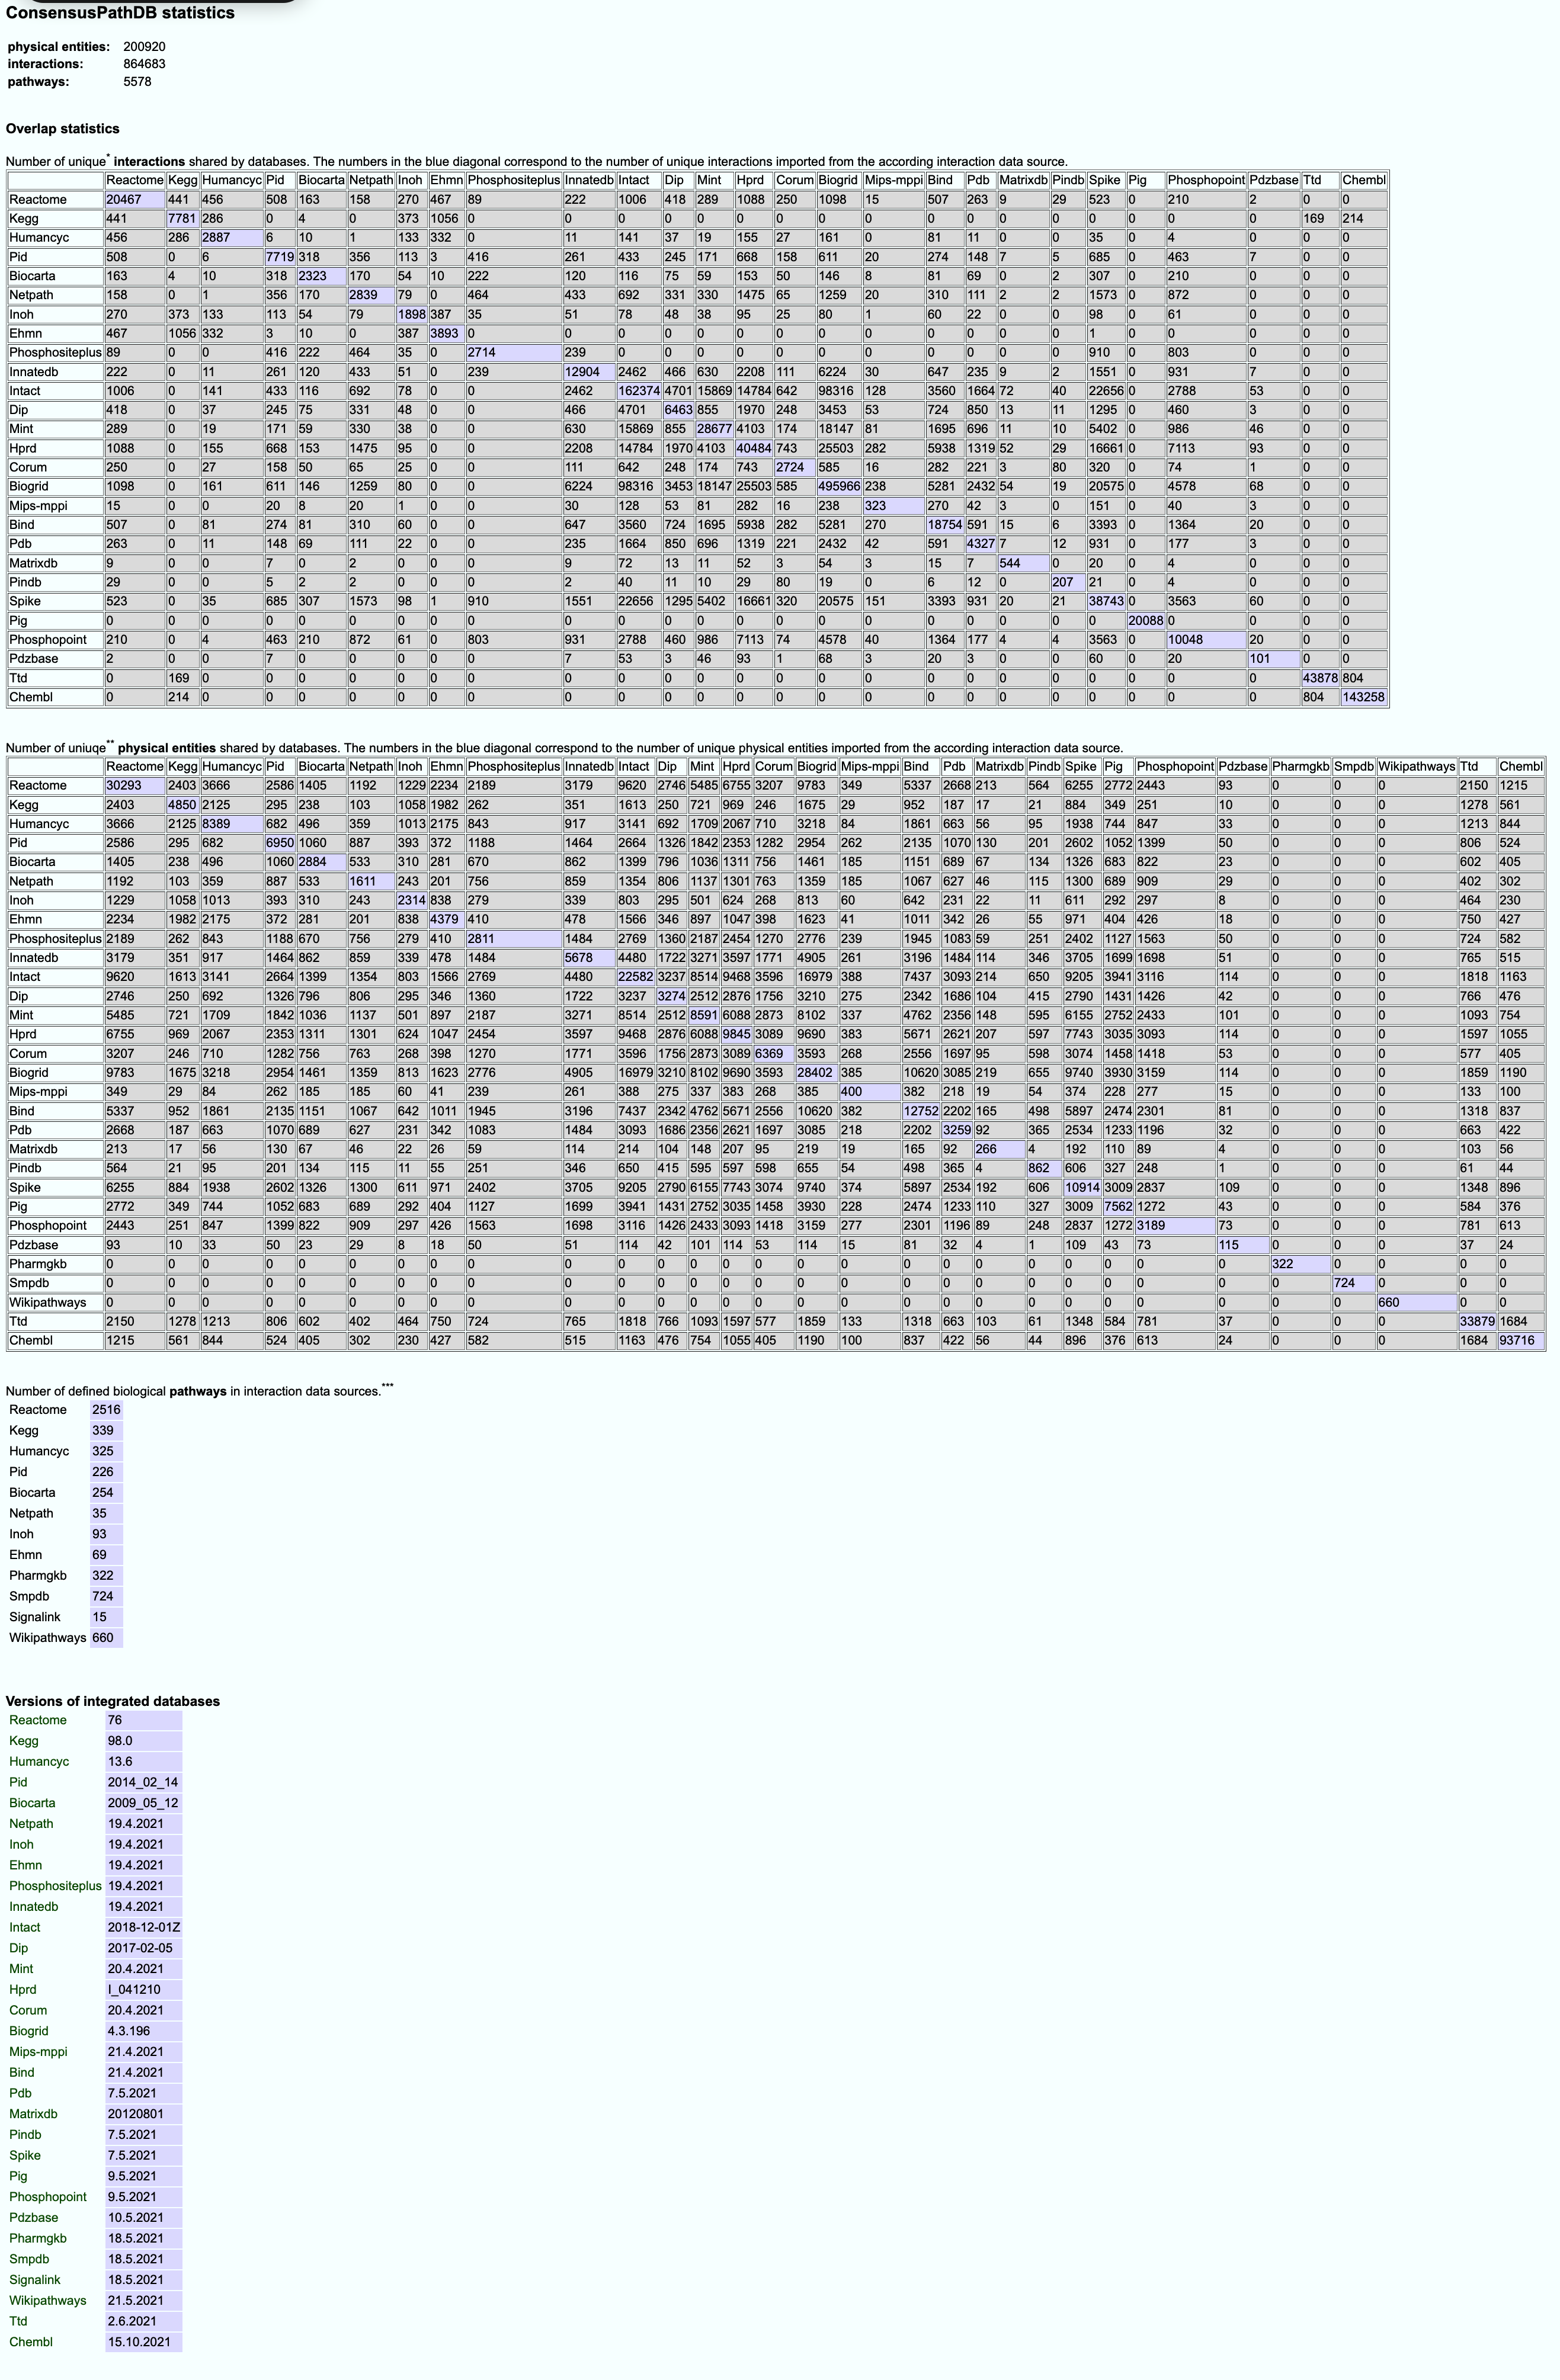 ConsensusPathDB statistics
physical entities: 200920
interactions: 864683
pathways: 5578
Overlap statistics
Number of unique* interactions shared by databases. The numbers in the blue diagonal correspond to the number of unique interactions imported from the according interaction data source.
Reactome Kegg Humancyc Pid Biocarta Netpath Inoh Ehmn Phosphositeplus Innatedb Intact Dip Mint Hprd Corum Biogrid Mips-mppi Bind Pdb Matrixdb Pindb Spike Pig Phosphopoint Pdzbase Ttd Chembl
Reactome 20467 441 456 508 163 158 270 467 89 222 1006 418 289 1088 250 1098 15 507 263 9 29 523 0 210 2 0 0
Kegg 441 7781 286 0 4 0 373 1056 0 0 0 0 0 0 0 0 0 0 0 0 0 0 0 0 0 169 214
Humancyc 456 286 2887 6 10 1 133 332 0 11 141 37 19 155 27 161 0 81 11 0 0 35 0 4 0 0 0
Pid 508 0 6 7719 318 356 113 3 416 261 433 245 171 668 158 611 20 274 148 7 5 685 0 463 7 0 0
Biocarta 163 4 10 318 2323 170 54 10 222 120 116 75 59 153 50 146 8 81 69 0 2 307 0 210 0 0 0
Netpath 158 0 1 356 170 2839 79 0 464 433 692 331 330 1475 65 1259 20 310 111 2 2 1573 0 872 0 0 0
Inoh 270 373 133 113 54 79 1898 387 35 51 78 48 38 95 25 80 1 60 22 0 0 98 0 61 0 0 0
Ehmn 467 1056 332 3 10 0 387 3893 0 0 0 0 0 0 0 0 0 0 0 0 0 1 0 0 0 0 0
Phosphositeplus 89 0 0 416 222 464 35 0 2714 239 0 0 0 0 0 0 0 0 0 0 0 910 0 803 0 0 0
Innatedb 222 0 11 261 120 433 51 0 239 12904 2462 466 630 2208 111 6224 30 647 235 9 2 1551 0 931 7 0 0
Intact 1006 0 141 433 116 692 78 0 0 2462 162374 4701 15869 14784 642 98316 128 3560 1664 72 40 22656 0 2788 53 0 0
Dip 418 0 37 245 75 331 48 0 0 466 4701 6463 855 1970 248 3453 53 724 850 13 11 1295 0 460 3 0 0
Mint 289 0 19 171 59 330 38 0 0 630 15869 855 28677 4103 174 18147 81 1695 696 11 10 5402 0 986 46 0 0
Hprd 1088 0 155 668 153 1475 95 0 0 2208 14784 1970 4103 40484 743 25503 282 5938 1319 52 29 16661 0 7113 93 0 0
Corum 250 0 27 158 50 65 25 0 0 111 642 248 174 743 2724 585 16 282 221 3 80 320 0 74 1 0 0
Biogrid 1098 0 161 611 146 1259 80 0 0 6224 98316 3453 18147 25503 585 495966 238 5281 2432 54 19 20575 0 4578 68 0 0
Mips-mppi 15 0 0 20 8 20 1 0 0 30 128 53 81 282 16 238 323 270 42 3 0 151 0 40 3 0 0
Bind 507 0 81 274 81 310 60 0 0 647 3560 724 1695 5938 282 5281 270 18754 591 15 6 3393 0 1364 20 0 0
Pdb 263 0 11 148 69 111 22 0 0 235 1664 850 696 1319 221 2432 42 591 4327 7 12 931 0 177 3 0 0
Matrixdb 9 0 0 7 0 2 0 0 0 9 72 13 11 52 3 54 3 15 7 544 0 20 0 4 0 0 0
Pindb 29 0 0 5 2 2 0 0 0 2 40 11 10 29 80 19 0 6 12 0 207 21 0 4 0 0 0
Spike 523 0 35 685 307 1573 98 1 910 1551 22656 1295 5402 16661 320 20575 151 3393 931 20 21 38743 0 3563 60 0 0
Pig 0 0 0 0 0 0 0 0 0 0 0 0 0 0 0 0 0 0 0 0 0 0 20088 0 0 0 0
Phosphopoint 210 0 4 463 210 872 61 0 803 931 2788 460 986 7113 74 4578 40 1364 177 4 4 3563 0 10048 20 0 0
Pdzbase 2 0 0 7 0 0 0 0 0 7 53 3 46 93 1 68 3 20 3 0 0 60 0 20 101 0 0
Ttd 0 169 0 0 0 0 0 0 0 0 0 0 0 0 0 0 0 0 0 0 0 0 0 0 0 43878 804
Chembl 0 214 0 0 0 0 0 0 0 0 0 0 0 0 0 0 0 0 0 0 0 0 0 0 0 804 143258
Number of uniuqe** physical entities shared by databases. The numbers in the blue diagonal correspond to the number of unique physical entities imported from the according interaction data source.
Reactome Kegg Humancyc Pid Biocarta Netpath Inoh Ehmn Phosphositeplus Innatedb Intact Dip Mint Hprd Corum Biogrid Mips-mppi Bind Pdb Matrixdb Pindb Spike Pig Phosphopoint Pdzbase Pharmgkb Smpdb Wikipathways Ttd Chembl
Reactome 30293 2403 3666 2586 1405 1192 1229 2234 2189 3179 9620 2746 5485 6755 3207 9783 349 5337 2668 213 564 6255 2772 2443 93 0 0 0 2150 1215
Kegg 2403 4850 2125 295 238 103 1058 1982 262 351 1613 250 721 969 246 1675 29 952 187 17 21 884 349 251 10 0 0 0 1278 561
Humancyc 3666 2125 8389 682 496 359 1013 2175 843 917 3141 692 1709 2067 710 3218 84 1861 663 56 95 1938 744 847 33 0 0 0 1213 844
Pid 2586 295 682 6950 1060 887 393 372 1188 1464 2664 1326 1842 2353 1282 2954 262 2135 1070 130 201 2602 1052 1399 50 0 0 0 806 524
Biocarta 1405 238 496 1060 2884 533 310 281 670 862 1399 796 1036 1311 756 1461 185 1151 689 67 134 1326 683 822 23 0 0 0 602 405
Netpath 1192 103 359 887 533 1611 243 201 756 859 1354 806 1137 1301 763 1359 185 1067 627 46 115 1300 689 909 29 0 0 0 402 302
Inoh 1229 1058 1013 393 310 243 2314 838 279 339 803 295 501 624 268 813 60 642 231 22 11 611 292 297 8 0 0 0 464 230
Ehmn 2234 1982 2175 372 281 201 838 4379 410 478 1566 346 897 1047 398 1623 41 1011 342 26 55 971 404 426 18 0 0 0 750 427
Phosphositeplus 2189 262 843 1188 670 756 279 410 2811 1484 2769 1360 2187 2454 1270 2776 239 1945 1083 59 251 2402 1127 1563 50 0 0 0 724 582
Innatedb 3179 351 917 1464 862 859 339 478 1484 5678 4480 1722 3271 3597 1771 4905 261 3196 1484 114 346 3705 1699 1698 51 0 0 0 765 515
Intact 9620 1613 3141 2664 1399 1354 803 1566 2769 4480 22582 3237 8514 9468 3596 16979 388 7437 3093 214 650 9205 3941 3116 114 0 0 0 1818 1163
Dip 2746 250 692 1326 796 806 295 346 1360 1722 3237 3274 2512 2876 1756 3210 275 2342 1686 104 415 2790 1431 1426 42 0 0 0 766 476
Mint 5485 721 1709 1842 1036 1137 501 897 2187 3271 8514 2512 8591 6088 2873 8102 337 4762 2356 148 595 6155 2752 2433 101 0 0 0 1093 754
Hprd 6755 969 2067 2353 1311 1301 624 1047 2454 3597 9468 2876 6088 9845 3089 9690 383 5671 2621 207 597 7743 3035 3093 114 0 0 0 1597 1055
Corum 3207 246 710 1282 756 763 268 398 1270 1771 3596 1756 2873 3089 6369 3593 268 2556 1697 95 598 3074 1458 1418 53 0 0 0 577 405
Biogrid 9783 1675 3218 2954 1461 1359 813 1623 2776 4905 16979 3210 8102 9690 3593 28402 385 10620 3085 219 655 9740 3930 3159 114 0 0 0 1859 1190
Mips-mppi 349 29 84 262 185 185 60 41 239 261 388 275 337 383 268 385 400 382 218 19 54 374 228 277 15 0 0 0 133 100
Bind 5337 952 1861 2135 1151 1067 642 1011 1945 3196 7437 2342 4762 5671 2556 10620 382 12752 2202 165 498 5897 2474 2301 81 0 0 0 1318 837
Pdb 2668 187 663 1070 689 627 231 342 1083 1484 3093 1686 2356 2621 1697 3085 218 2202 3259 92 365 2534 1233 1196 32 0 0 0 663 422
Matrixdb 213 17 56 130 67 46 22 26 59 114 214 104 148 207 95 219 19 165 92 266 4 192 110 89 4 0 0 0 103 56
Pindb 564 21 95 201 134 115 11 55 251 346 650 415 595 597 598 655 54 498 365 4 862 606 327 248 1 0 0 0 61 44
Spike 6255 884 1938 2602 1326 1300 611 971 2402 3705 9205 2790 6155 7743 3074 9740 374 5897 2534 192 606 10914 3009 2837 109 0 0 0 1348 896
Pig 2772 349 744 1052 683 689 292 404 1127 1699 3941 1431 2752 3035 1458 3930 228 2474 1233 110 327 3009 7562 1272 43 0 0 0 584 376
Phosphopoint 2443 251 847 1399 822 909 297 426 1563 1698 3116 1426 2433 3093 1418 3159 277 2301 1196 89 248 2837 1272 3189 73 0 0 0 781 613
Pdzbase 93 10 33 50 23 29 8 18 50 51 114 42 101 114 53 114 15 81 32 4 1 109 43 73 115 0 0 0 37 24
Pharmgkb 0 0 0 0 0 0 0 0 0 0 0 0 0 0 0 0 0 0 0 0 0 0 0 0 0 322 0 0 0 0
Smpdb 0 0 0 0 0 0 0 0 0 0 0 0 0 0 0 0 0 0 0 0 0 0 0 0 0 0 724 0 0 0
Wikipathways 0 0 0 0 0 0 0 0 0 0 0 0 0 0 0 0 0 0 0 0 0 0 0 0 0 0 0 660 0 0
Ttd 2150 1278 1213 806 602 402 464 750 724 765 1818 766 1093 1597 577 1859 133 1318 663 103 61 1348 584 781 37 0 0 0 33879 1684
Chembl 1215 561 844 524 405 302 230 427 582 515 1163 476 754 1055 405 1190 100 837 422 56 44 896 376 613 24 0 0 0 1684 93716
Number of defined biological pathways in interaction data sources.***
Reactome 2516
Kegg 339
Humancyc 325
Pid 226
Biocarta 254
Netpath 35
Inoh 93
Ehmn 69
Pharmgkb 322
Smpdb 724
Signalink 15
Wikipathways 660
Versions of integrated databases
Reactome 76
Kegg 98.0
Humancyc 13.6
Pid 2014_02_14
Biocarta 2009_05_12
Netpath 19.4.2021
Inoh 19.4.2021
Ehmn 19.4.2021
Phosphositeplus 19.4.2021
Innatedb 19.4.2021
Intact 2018-12-01Z
Dip 2017-02-05
Mint 20.4.2021
Hprd I_041210
Corum 20.4.2021
Biogrid 4.3.196
Mips-mppi 21.4.2021
Bind 21.4.2021
Pdb 7.5.2021
Matrixdb 20120801
Pindb 7.5.2021
Spike 7.5.2021
Pig 9.5.2021
Phosphopoint 9.5.2021
Pdzbase 10.5.2021
Pharmgkb 18.5.2021
Smpdb 18.5.2021
Signalink 18.5.2021
Wikipathways 21.5.2021
Ttd 2.6.2021
Chembl 15.10.2021